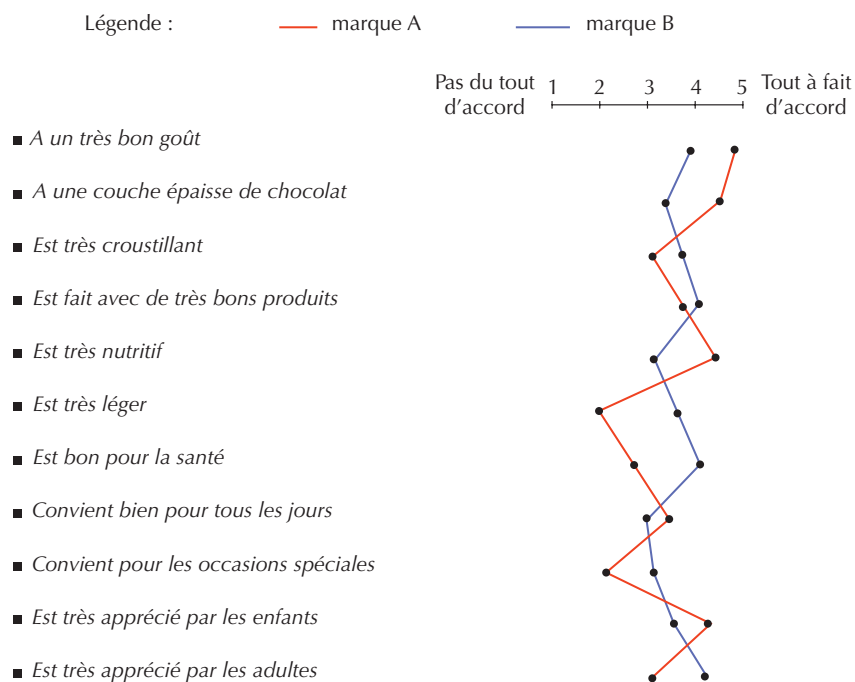 Légende : marque A marque B
Pas du tout d’accord 1 2 3 4 5 Tout à fait d’accord
■ A un très bon goût
■ A une couche épaisse de chocolat
■ Est très croustillant
■ Est fait avec de très bons produits
■ Est très nutritif
■ Est très léger
■ Est bon pour la santé
■ Convient bien pour tous les jours
■ Convient pour les occasions spéciales
■ Est très apprécié par les enfants
■ Est très apprécié par les adultes